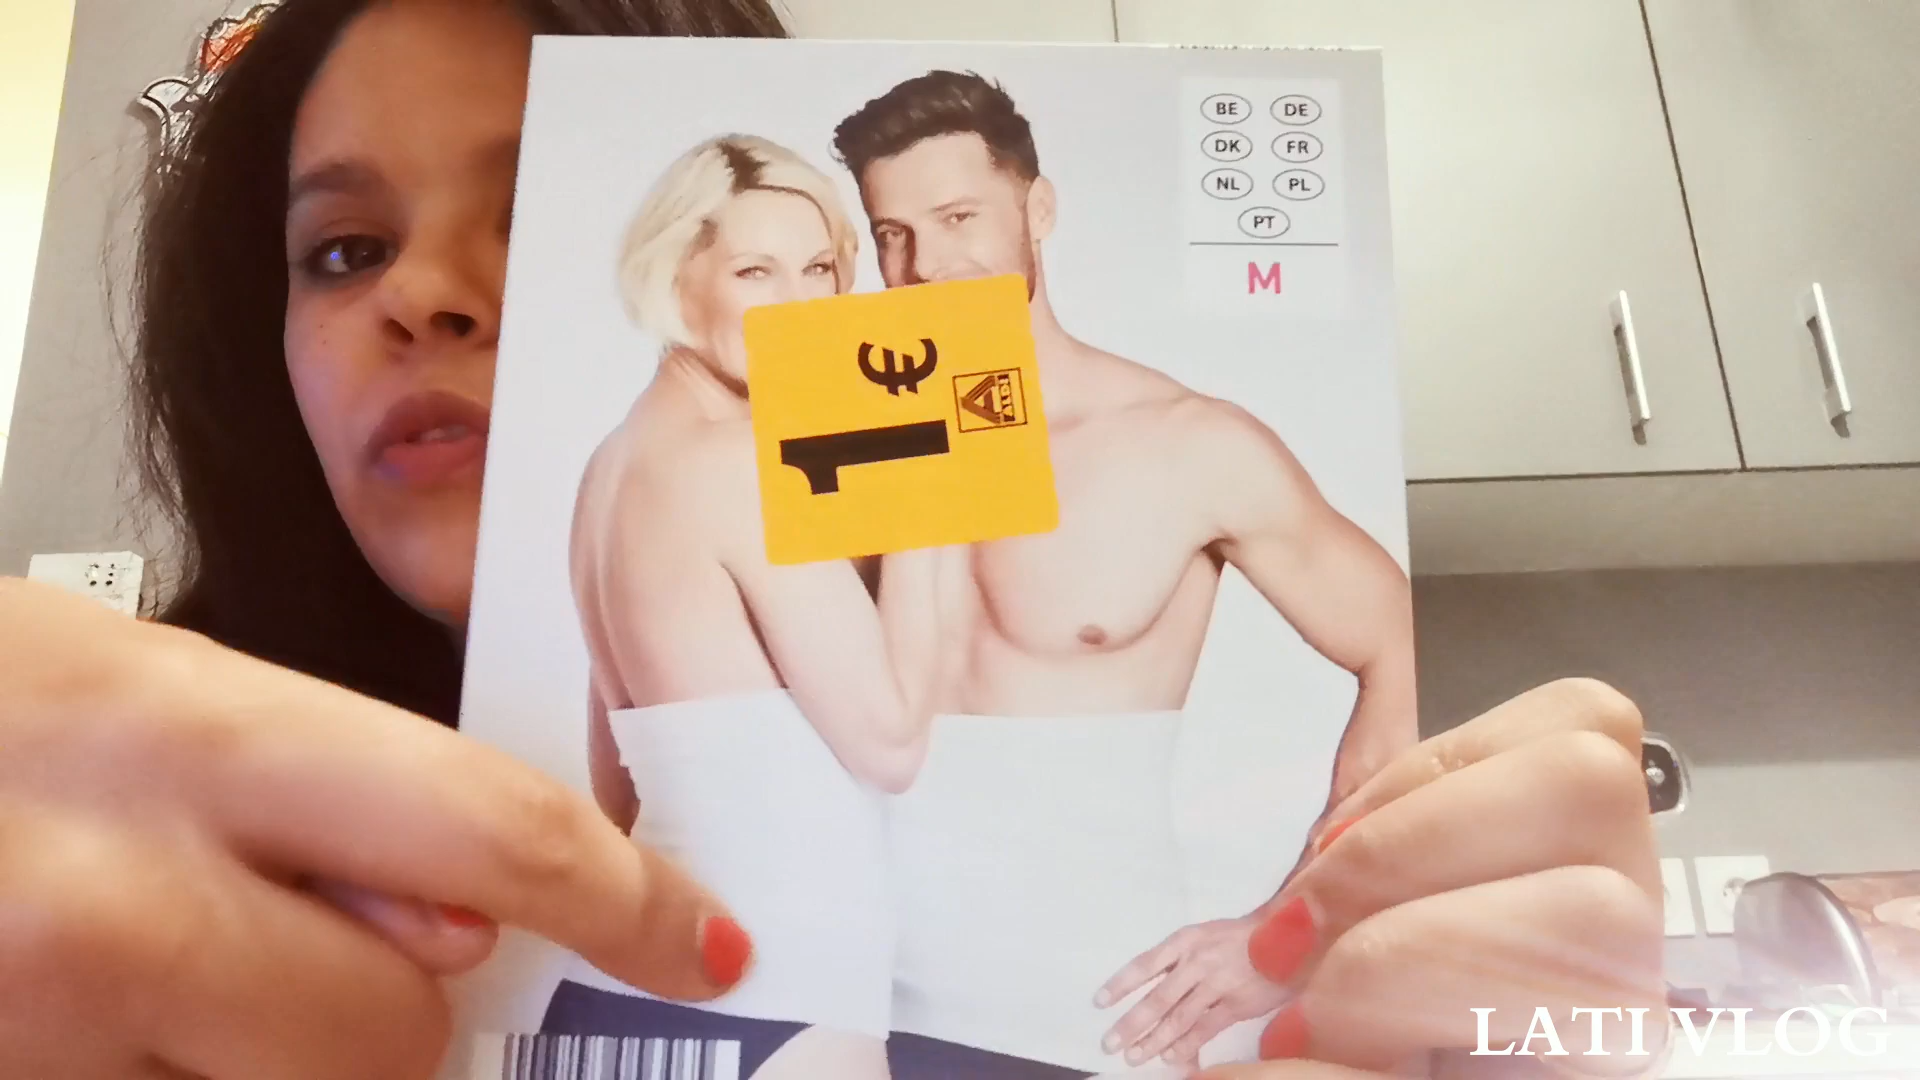 BE DE
DK FR
NL PL
PT
M
1 €
ALDI
LATI VLOG